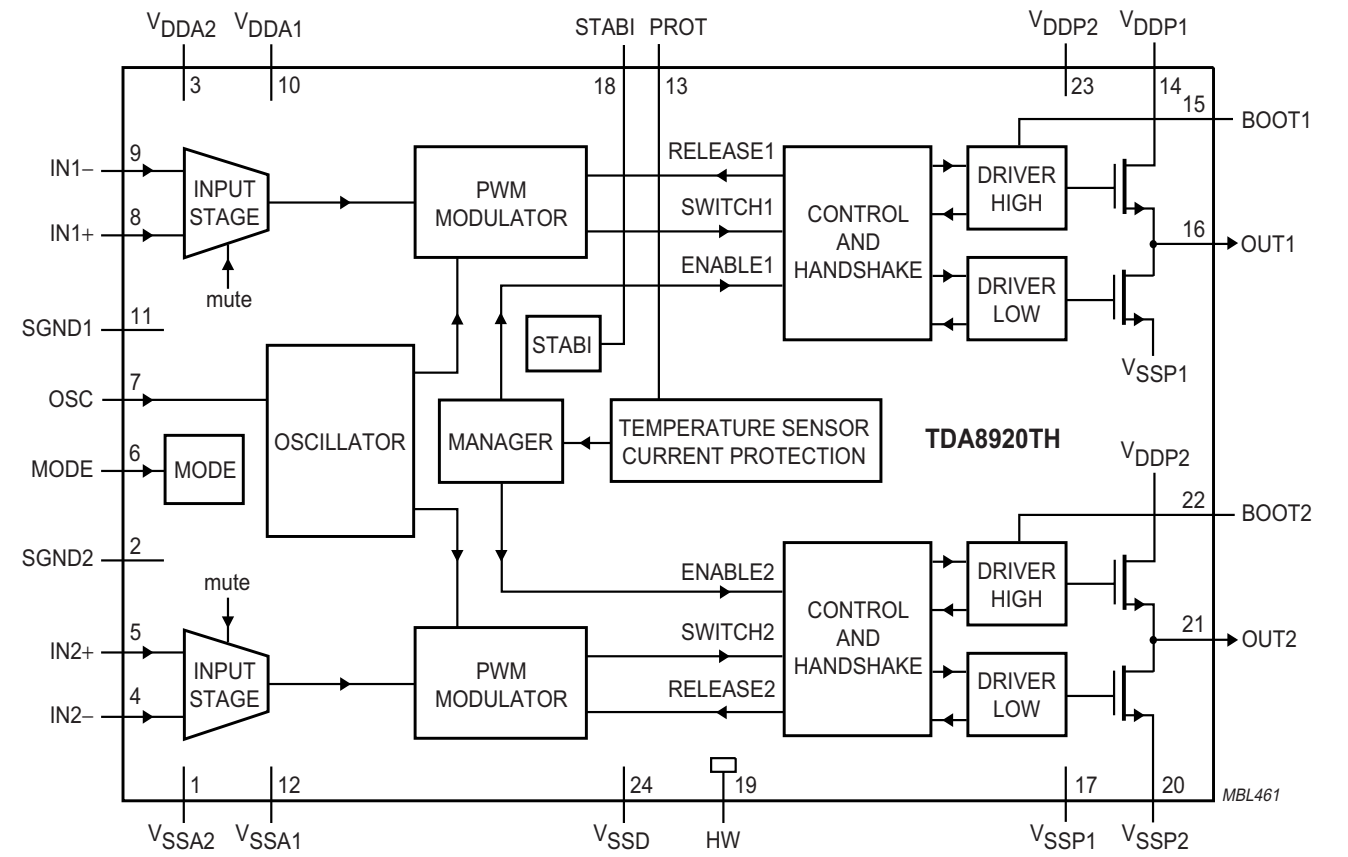 VDDA2 VDDA1 STABI PROT VDDP2 VDDP1
3 10 18 13 23 14
15 BOOT1
IN1− 9
INPUT
STAGE
PWM
MODULATOR
RELEASE1
SWITCH1
ENABLE1
CONTROL
AND
HANDSHAKE
DRIVER
HIGH
IN1+ 8
16 OUT1
mute
DRIVER
LOW
SGND1 11
STABI
VSSP1
OSC 7
OSCILLATOR
MANAGER
TEMPERATURE SENSOR
CURRENT PROTECTION
TDA8920TH
MODE 6
MODE
VDDP2
22 BOOT2
SGND2 2
mute
ENABLE2
SWITCH2
RELEASE2
CONTROL
AND
HANDSHAKE
DRIVER
HIGH
IN2+ 5
INPUT
STAGE
PWM
MODULATOR
21 OUT2
DRIVER
LOW
IN2− 4
1 12 24 19 17 20
MBL461
VSSA2 VSSA1 VSSD HW VSSP1 VSSP2